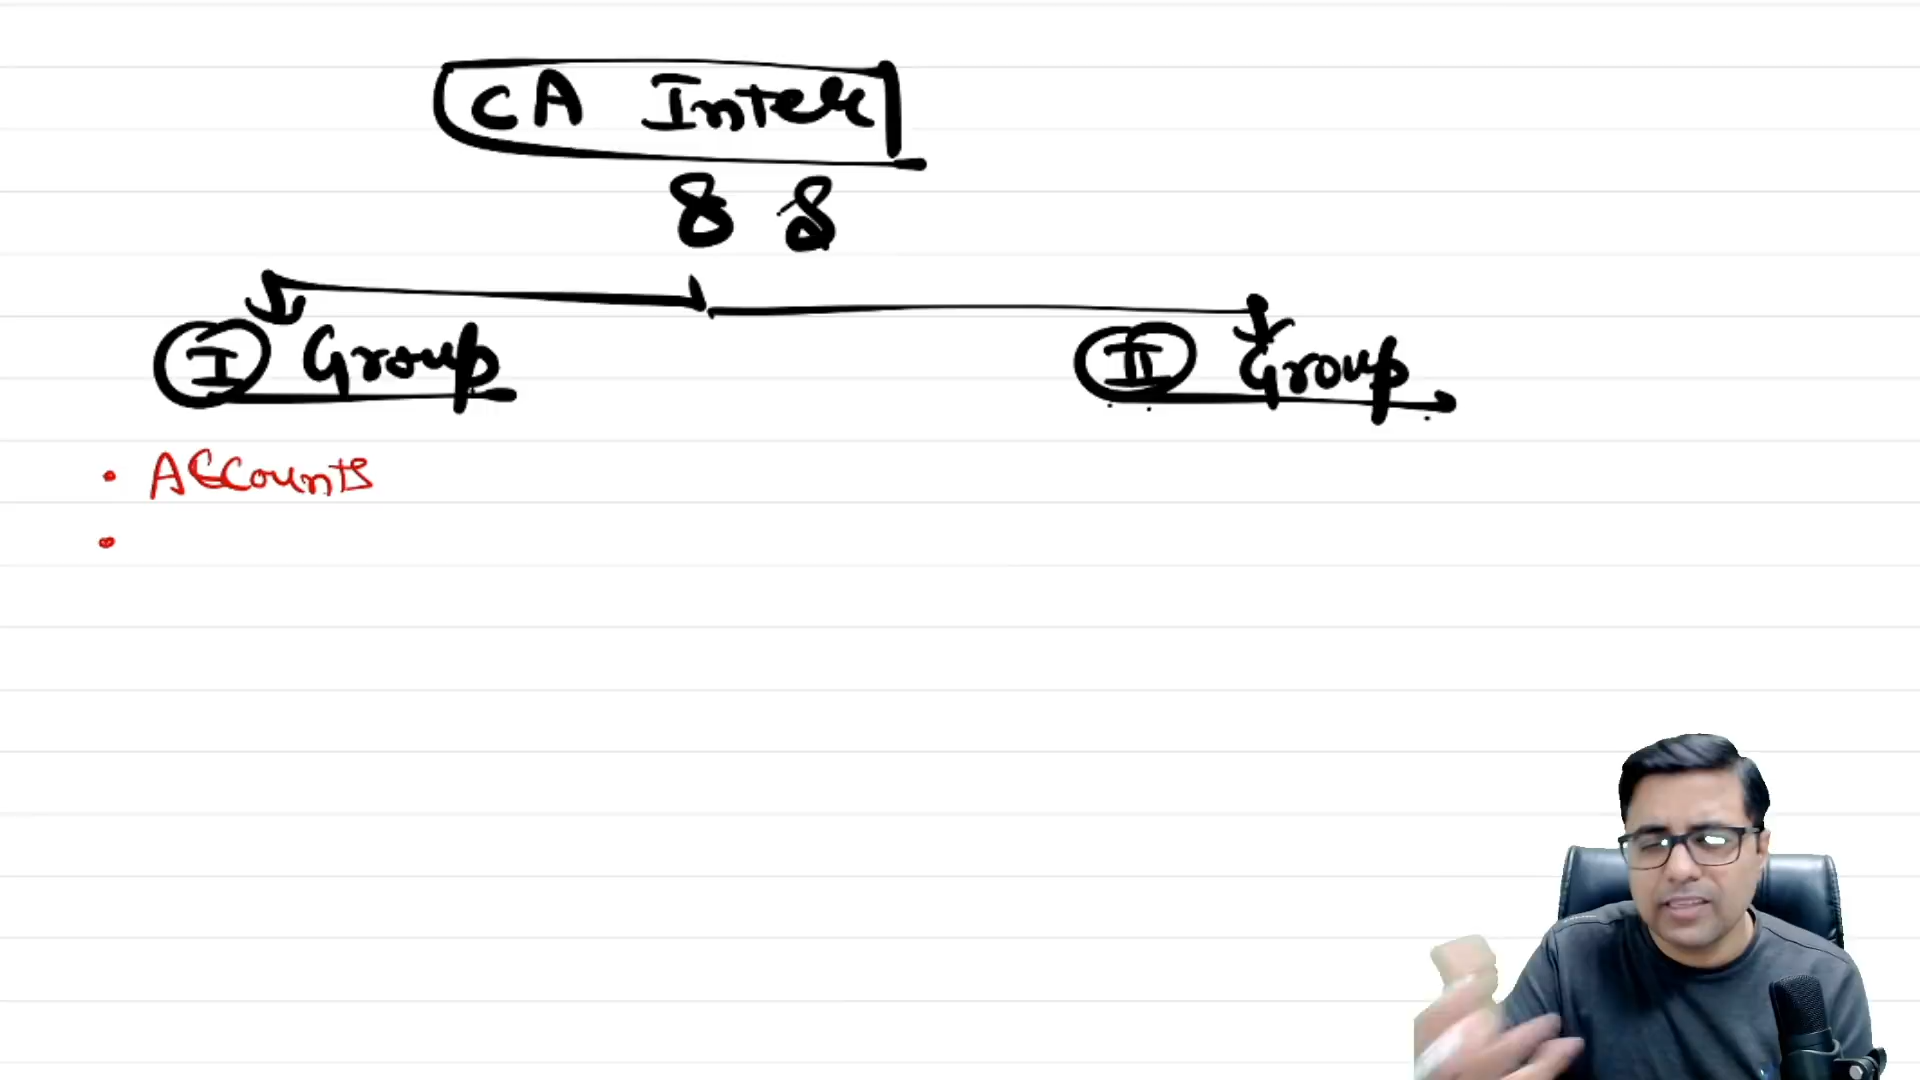 CA Inter
8 8
I Group
II Group
• Accounts
•